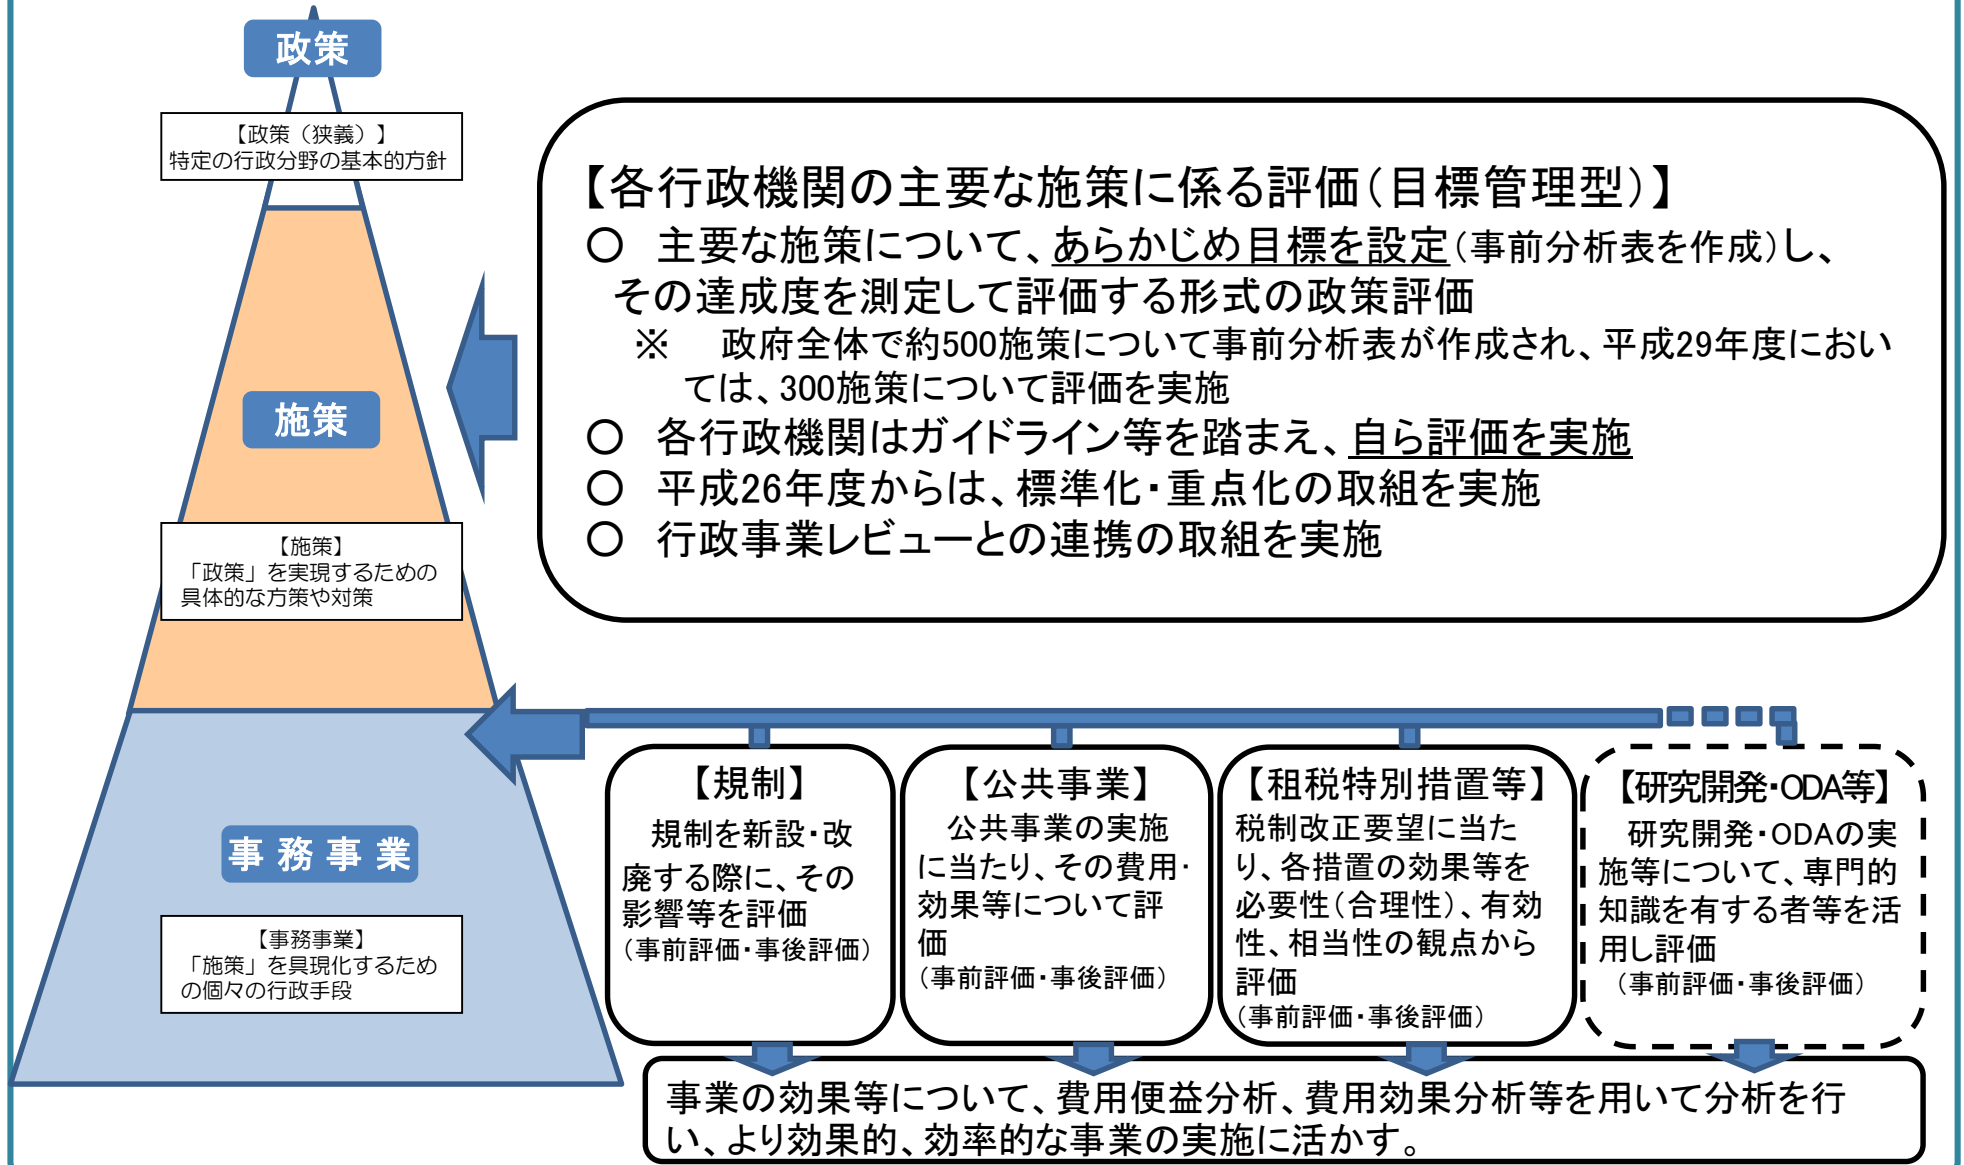 政策
【政策（狭義）】
特定の行政分野の基本的方針
【各行政機関の主要な施策に係る評価（目標管理型）】
○　主要な施策について、あらかじめ目標を設定（事前分析表を作成）し、
その達成度を測定して評価する形式の政策評価
※　政府全体で約500施策について事前分析表が作成され、平成29年度におい
ては、300施策について評価を実施
○　各行政機関はガイドライン等を踏まえ、自ら評価を実施
○　平成26年度からは、標準化・重点化の取組を実施
○　行政事業レビューとの連携の取組を実施
施策
【施策】
「政策」を実現するための
具体的な方策や対策
事務事業
【事務事業】
「施策」を具現化するため
の個々の行政手段
【規制】
規制を新設・改
廃する際に、その
影響等を評価
（事前評価・事後評価）
【公共事業】
公共事業の実施
に当たり、その費用・
効果等について評
価
（事前評価・事後評価）
【租税特別措置等】
税制改正要望に当た
り、各措置の効果等を
必要性（合理性）、有効
性、相当性の観点から
評価
（事前評価・事後評価）
【研究開発・ODA等】
研究開発・ODAの実
施等について、専門的
知識を有する者等を活
用し評価
（事前評価・事後評価）
事業の効果等について、費用便益分析、費用効果分析等を用いて分析を行
い、より効果的、効率的な事業の実施に活かす。